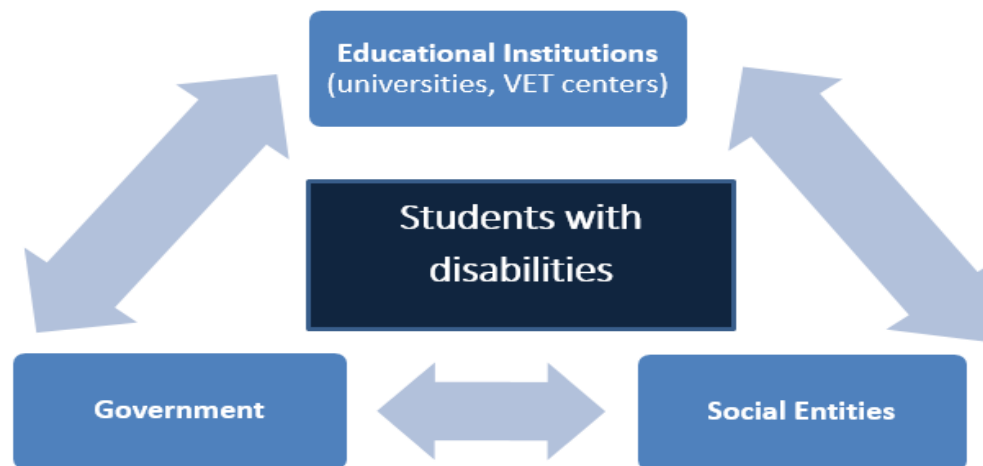 Educational Institutions
(universities, VET centers)
Students with
disabilities
Government
Social Entities